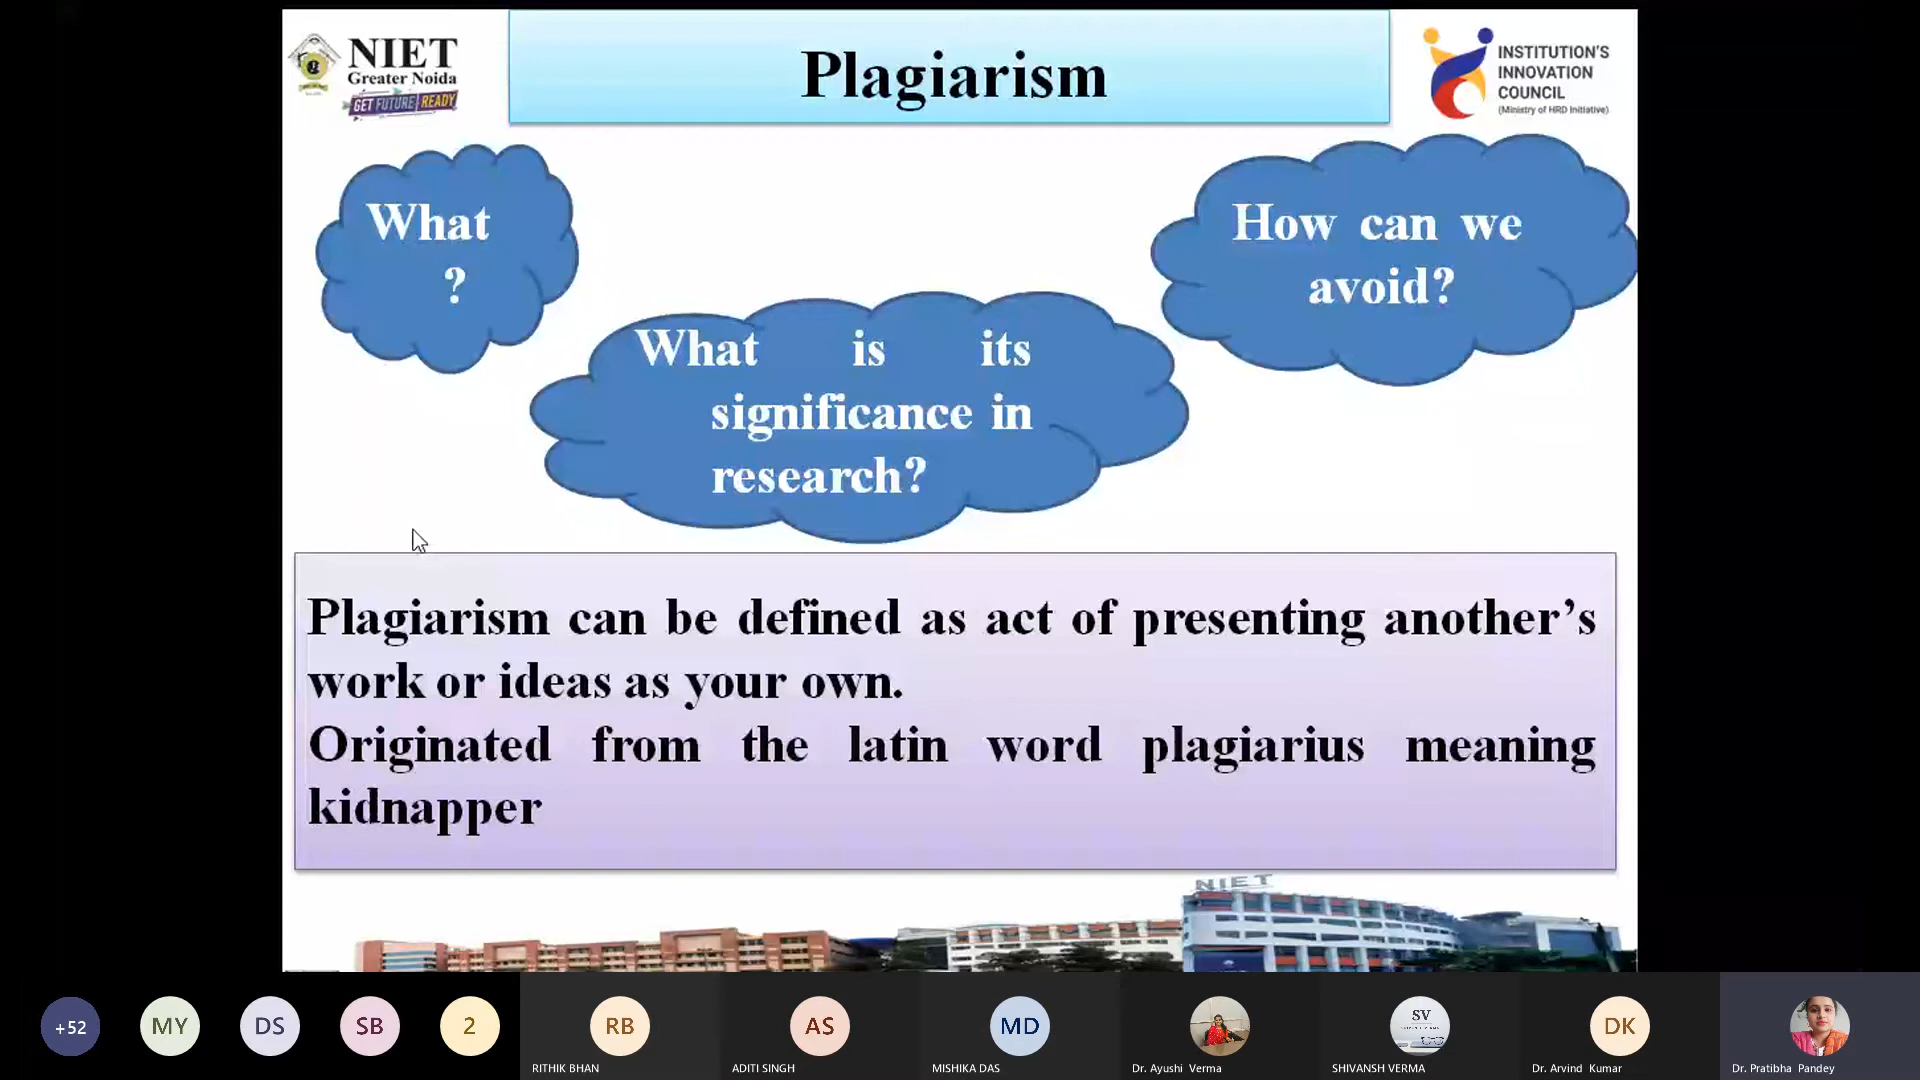 NIET
Greater Noida
GET FUTURE READY
Plagiarism
INSTITUTION'S
INNOVATION
COUNCIL
(Ministry of HRD Initiative)
What
?
What is its
significance in
research?
How can we
avoid?
Plagiarism can be defined as act of presenting another’s
work or ideas as your own.
Originated from the latin word plagiarius meaning
kidnapper
NIET
+52
MY
DS
SB
2
RB
RITHIK BHAN
AS
ADITI SINGH
MD
MISHIKA DAS
Dr. Ayushi Verma
SV
SHIVANSH VERMA
DK
Dr. Arvind Kumar
Dr. Pratibha Pandey